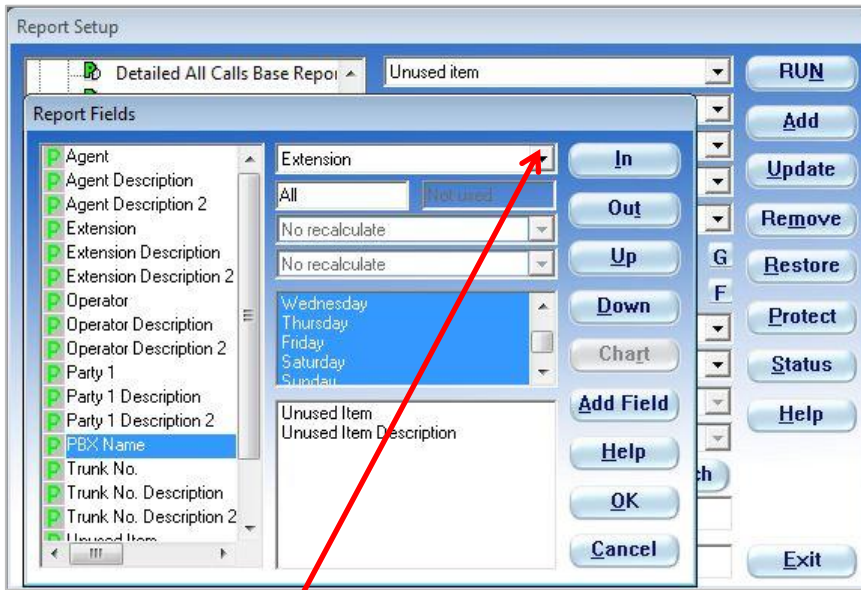 Report Setup
Detailed All Calls Base Repor
Unused item
RUN
Add
Update
Remove
Restore
Protect
Status
Help
Exit
G
F
ch
Report Fields
Agent
Agent Description
Agent Description 2
Extension
Extension Description
Extension Description 2
Operator
Operator Description
Operator Description 2
Party 1
Party 1 Description
Party 1 Description 2
PBX Name
Trunk No.
Trunk No. Description
Trunk No. Description 2
Unused Item
Extension
All
Not used
No recalculate
No recalculate
Wednesday
Thursday
Friday
Saturday
Sunday
Unused Item
Unused Item Description
In
Out
Up
Down
Chart
Add Field
Help
OK
Cancel